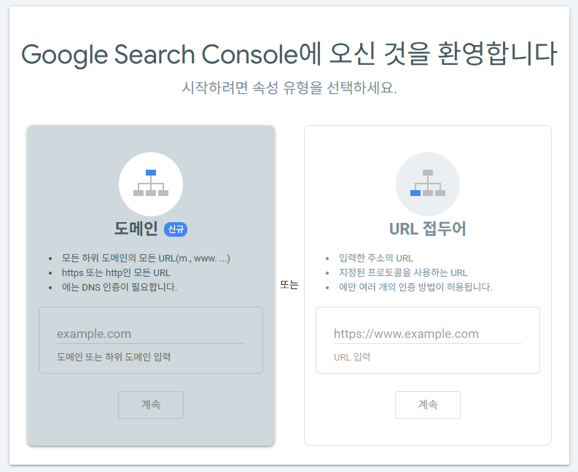 Google Search Console에 오신 것을 환영합니다
시작하려면 속성 유형을 선택하세요.
도메인 신규
• 모든 하위 도메인의 모든 URL(m., www. ...)
• https 또는 http인 모든 URL
• 에는 DNS 인증이 필요합니다.
example.com
도메인 또는 하위 도메인 입력
계속
또는
URL 접두어
• 입력한 주소의 URL
• 지정된 프로토콜을 사용하는 URL
• 에만 여러 개의 인증 방법이 허용됩니다.
https://www.example.com
URL 입력
계속